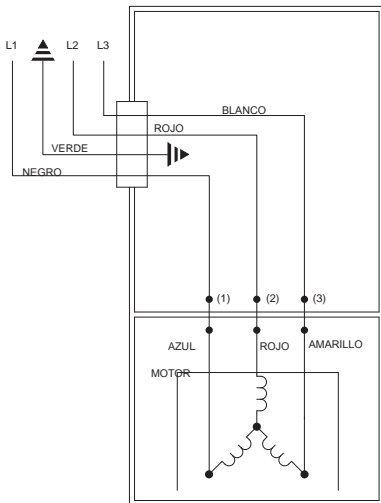 L1 L2 L3
BLANCO
ROJO
VERDE
NEGRO
(1) (2) (3)
AZUL ROJO AMARILLO
MOTOR